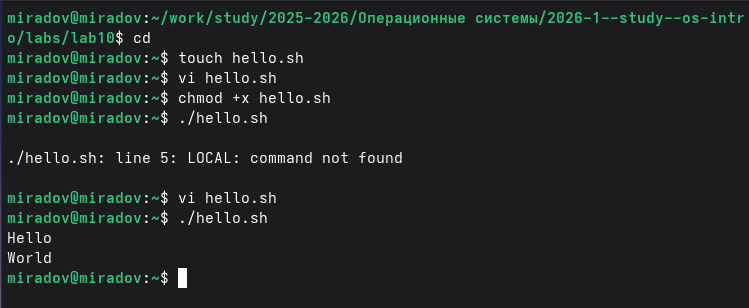 miradov@miradov:~/work/study/2025-2026/Операционные системы/2026-1--study--os-intr
o/labs/lab10$ cd
miradov@miradov:~$ touch hello.sh
miradov@miradov:~$ vi hello.sh
miradov@miradov:~$ chmod +x hello.sh
miradov@miradov:~$ ./hello.sh
./hello.sh: line 5: LOCAL: command not found
miradov@miradov:~$ vi hello.sh
miradov@miradov:~$ ./hello.sh
Hello
World
miradov@miradov:~$